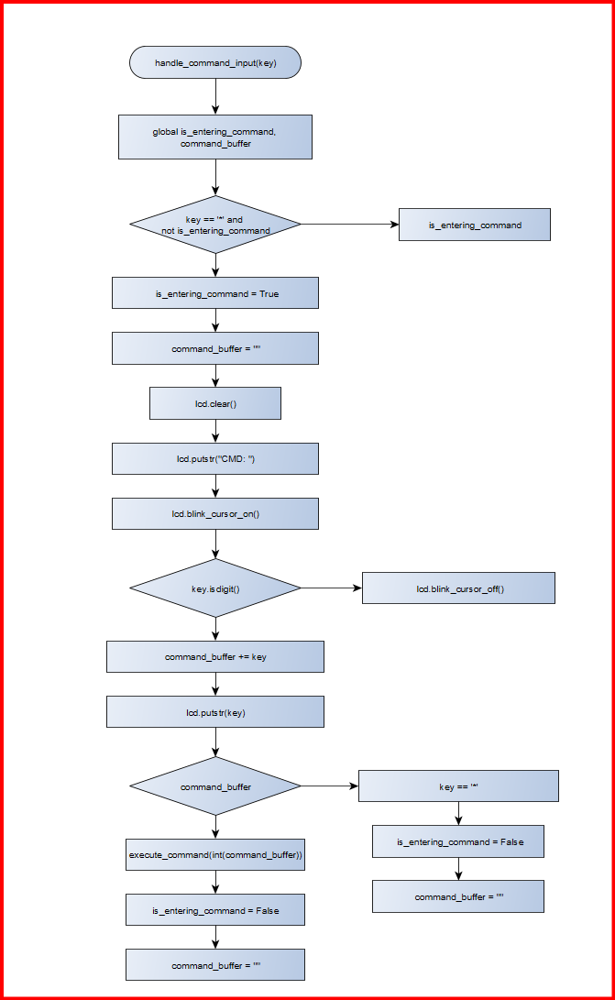 handle_command_input(key)
global is_entering_command,
command_buffer
key == '*' and
not is_entering_command
is_entering_command
is_entering_command = True
command_buffer = ""
lcd.clear()
lcd.putstr("CMD: ")
lcd.blink_cursor_on()
key.isdigit()
lcd.blink_cursor_off()
command_buffer += key
lcd.putstr(key)
command_buffer
key == '*'
execute_command(int(command_buffer))
is_entering_command = False
is_entering_command = False
command_buffer = ""
command_buffer = ""